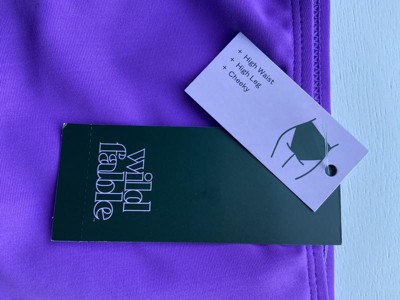 + High Waist
+ High Leg
+ Cheeky
wild
fable